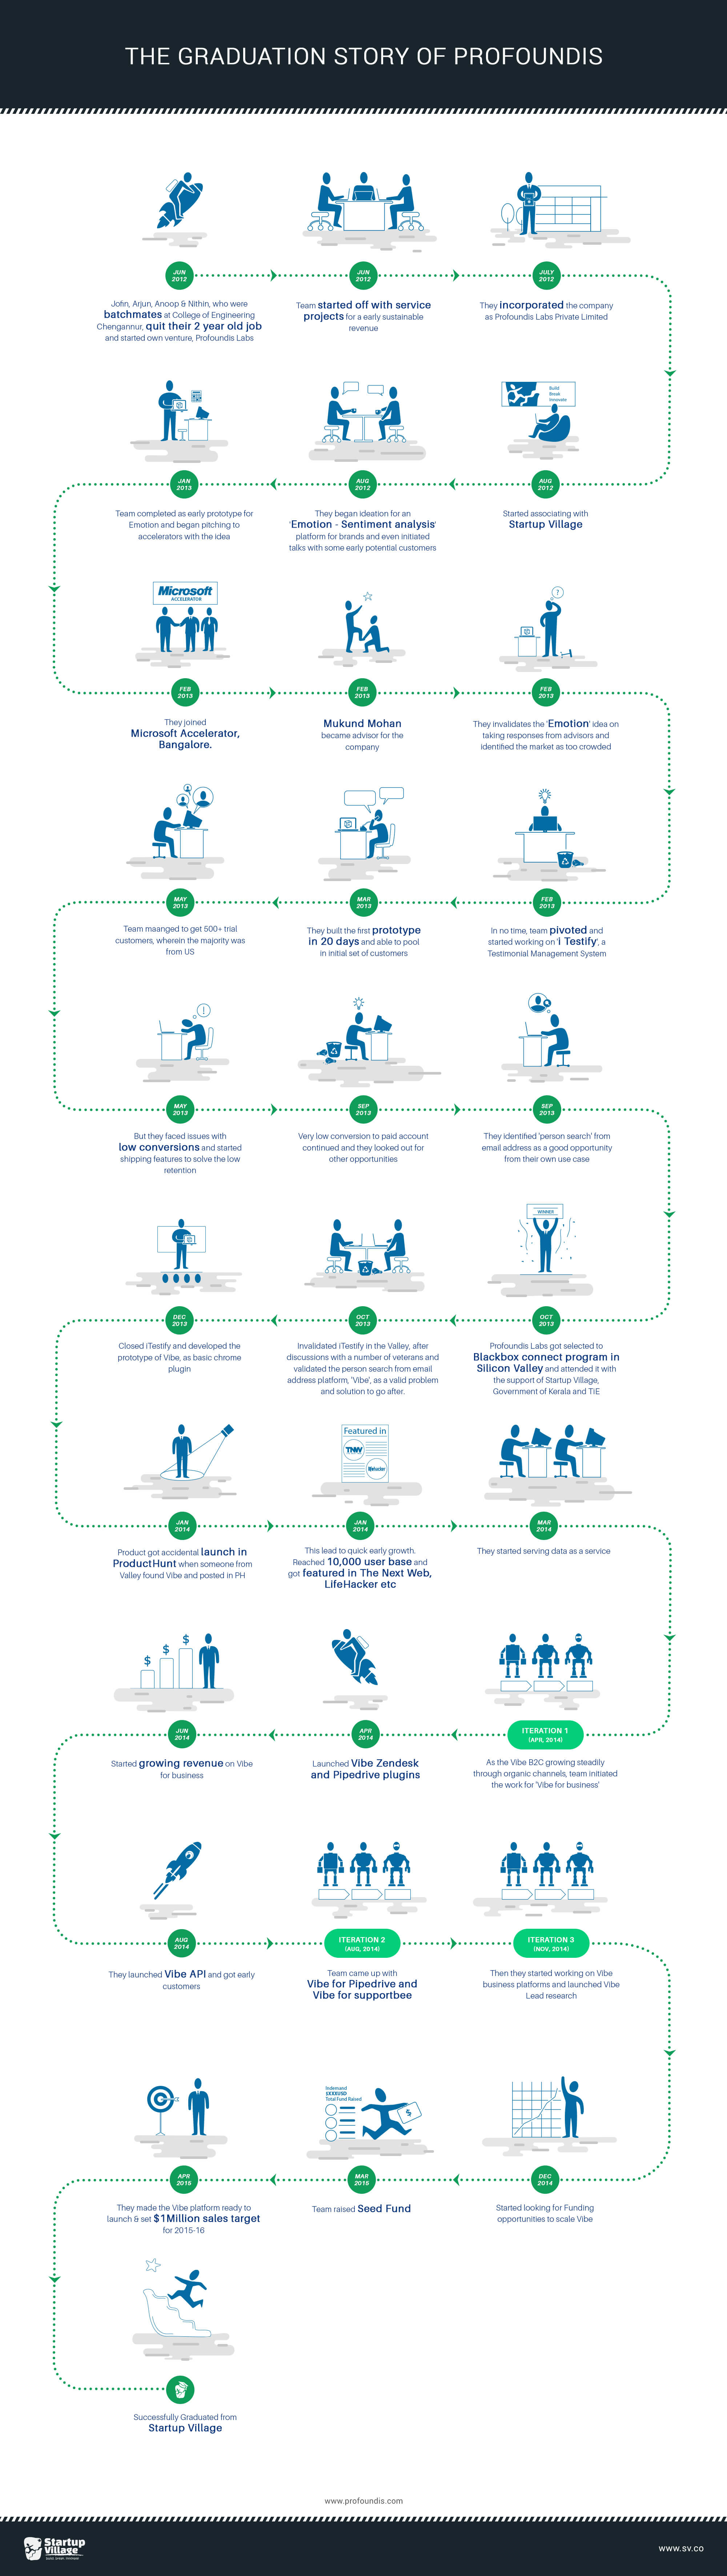 THE GRADUATION STORY OF PROFOUNDIS
JUN
2012
Jofin, Arjun, Anoop & Nithin, who were
batchmates at College of Engineering
Chengannur, quit their 2 year old job
and started own venture, Profoundis Labs
JUN
2012
Team started off with service
projects for a early sustainable
revenue
JULY
2012
They incorporated the company
as Profoundis Labs Private Limited
Build
Break
Innovate
AUG
2012
Started associating with
Startup Village
AUG
2012
They began ideation for an
'Emotion - Sentiment analysis'
platform for brands and even initiated
talks with some early potential customers
JAN
2013
Team completed as early prototype for
Emotion and began pitching to
accelerators with the idea
Microsoft
ACCELERATOR
FEB
2013
They joined
Microsoft Accelerator,
Bangalore.
FEB
2013
Mukund Mohan
became advisor for the
company
?
FEB
2013
They invalidates the 'Emotion' idea on
taking responses from advisors and
identified the market as too crowded
FEB
2013
In no time, team pivoted and
started working on 'i Testify', a
Testimonial Management System
MAR
2013
They built the first prototype
in 20 days and able to pool
in initial set of customers
MAY
2013
Team maanged to get 500+ trial
customers, wherein the majority was
from US
!
MAY
2013
But they faced issues with
low conversions and started
shipping features to solve the low
retention
SEP
2013
Very low conversion to paid account
continued and they looked out for
other opportunities
SEP
2013
They identified 'person search' from
email address as a good opportunity
from their own use case
WINNER
OCT
2013
Profoundis Labs got selected to
Blackbox connect program in
Silicon Valley and attended it with
the support of Startup Village,
Government of Kerala and TiE
OCT
2013
Invalidated iTestify in the Valley, after
discussions with a number of veterans and
validated the person search from email
address platform, 'Vibe', as a valid problem
and solution to go after.
DEC
2013
Closed iTestify and developed the
prototype of Vibe, as basic chrome
plugin
JAN
2014
Product got accidental launch in
ProductHunt when someone from
Valley found Vibe and posted in PH
Featured in
TNW
lifehacker
JAN
2014
This lead to quick early growth.
Reached 10,000 user base and
got featured in The Next Web,
LifeHacker etc
MAR
2014
They started serving data as a service
ITERATION 1
(APR, 2014)
As the Vibe B2C growing steadily
through organic channels, team initiated
the work for 'Vibe for business'
APR
2014
Launched Vibe Zendesk
and Pipedrive plugins
$ $ $
JUN
2014
Started growing revenue on Vibe
for business
AUG
2014
They launched Vibe API and got early
customers
ITERATION 2
(AUG, 2014)
Team came up with
Vibe for Pipedrive and
Vibe for supportbee
ITERATION 3
(NOV, 2014)
Then they started working on Vibe
business platforms and launched Vibe
Lead research
DEC
2014
Started looking for Funding
opportunities to scale Vibe
Indemand
Total Fund Raised
$
MAR
2015
Team raised Seed Fund
APR
2015
They made the Vibe platform ready to
launch & set $1Million sales target
for 2015-16
Successfully Graduated from
Startup Village
www.profoundis.com
Startup
Village
www.sv.co